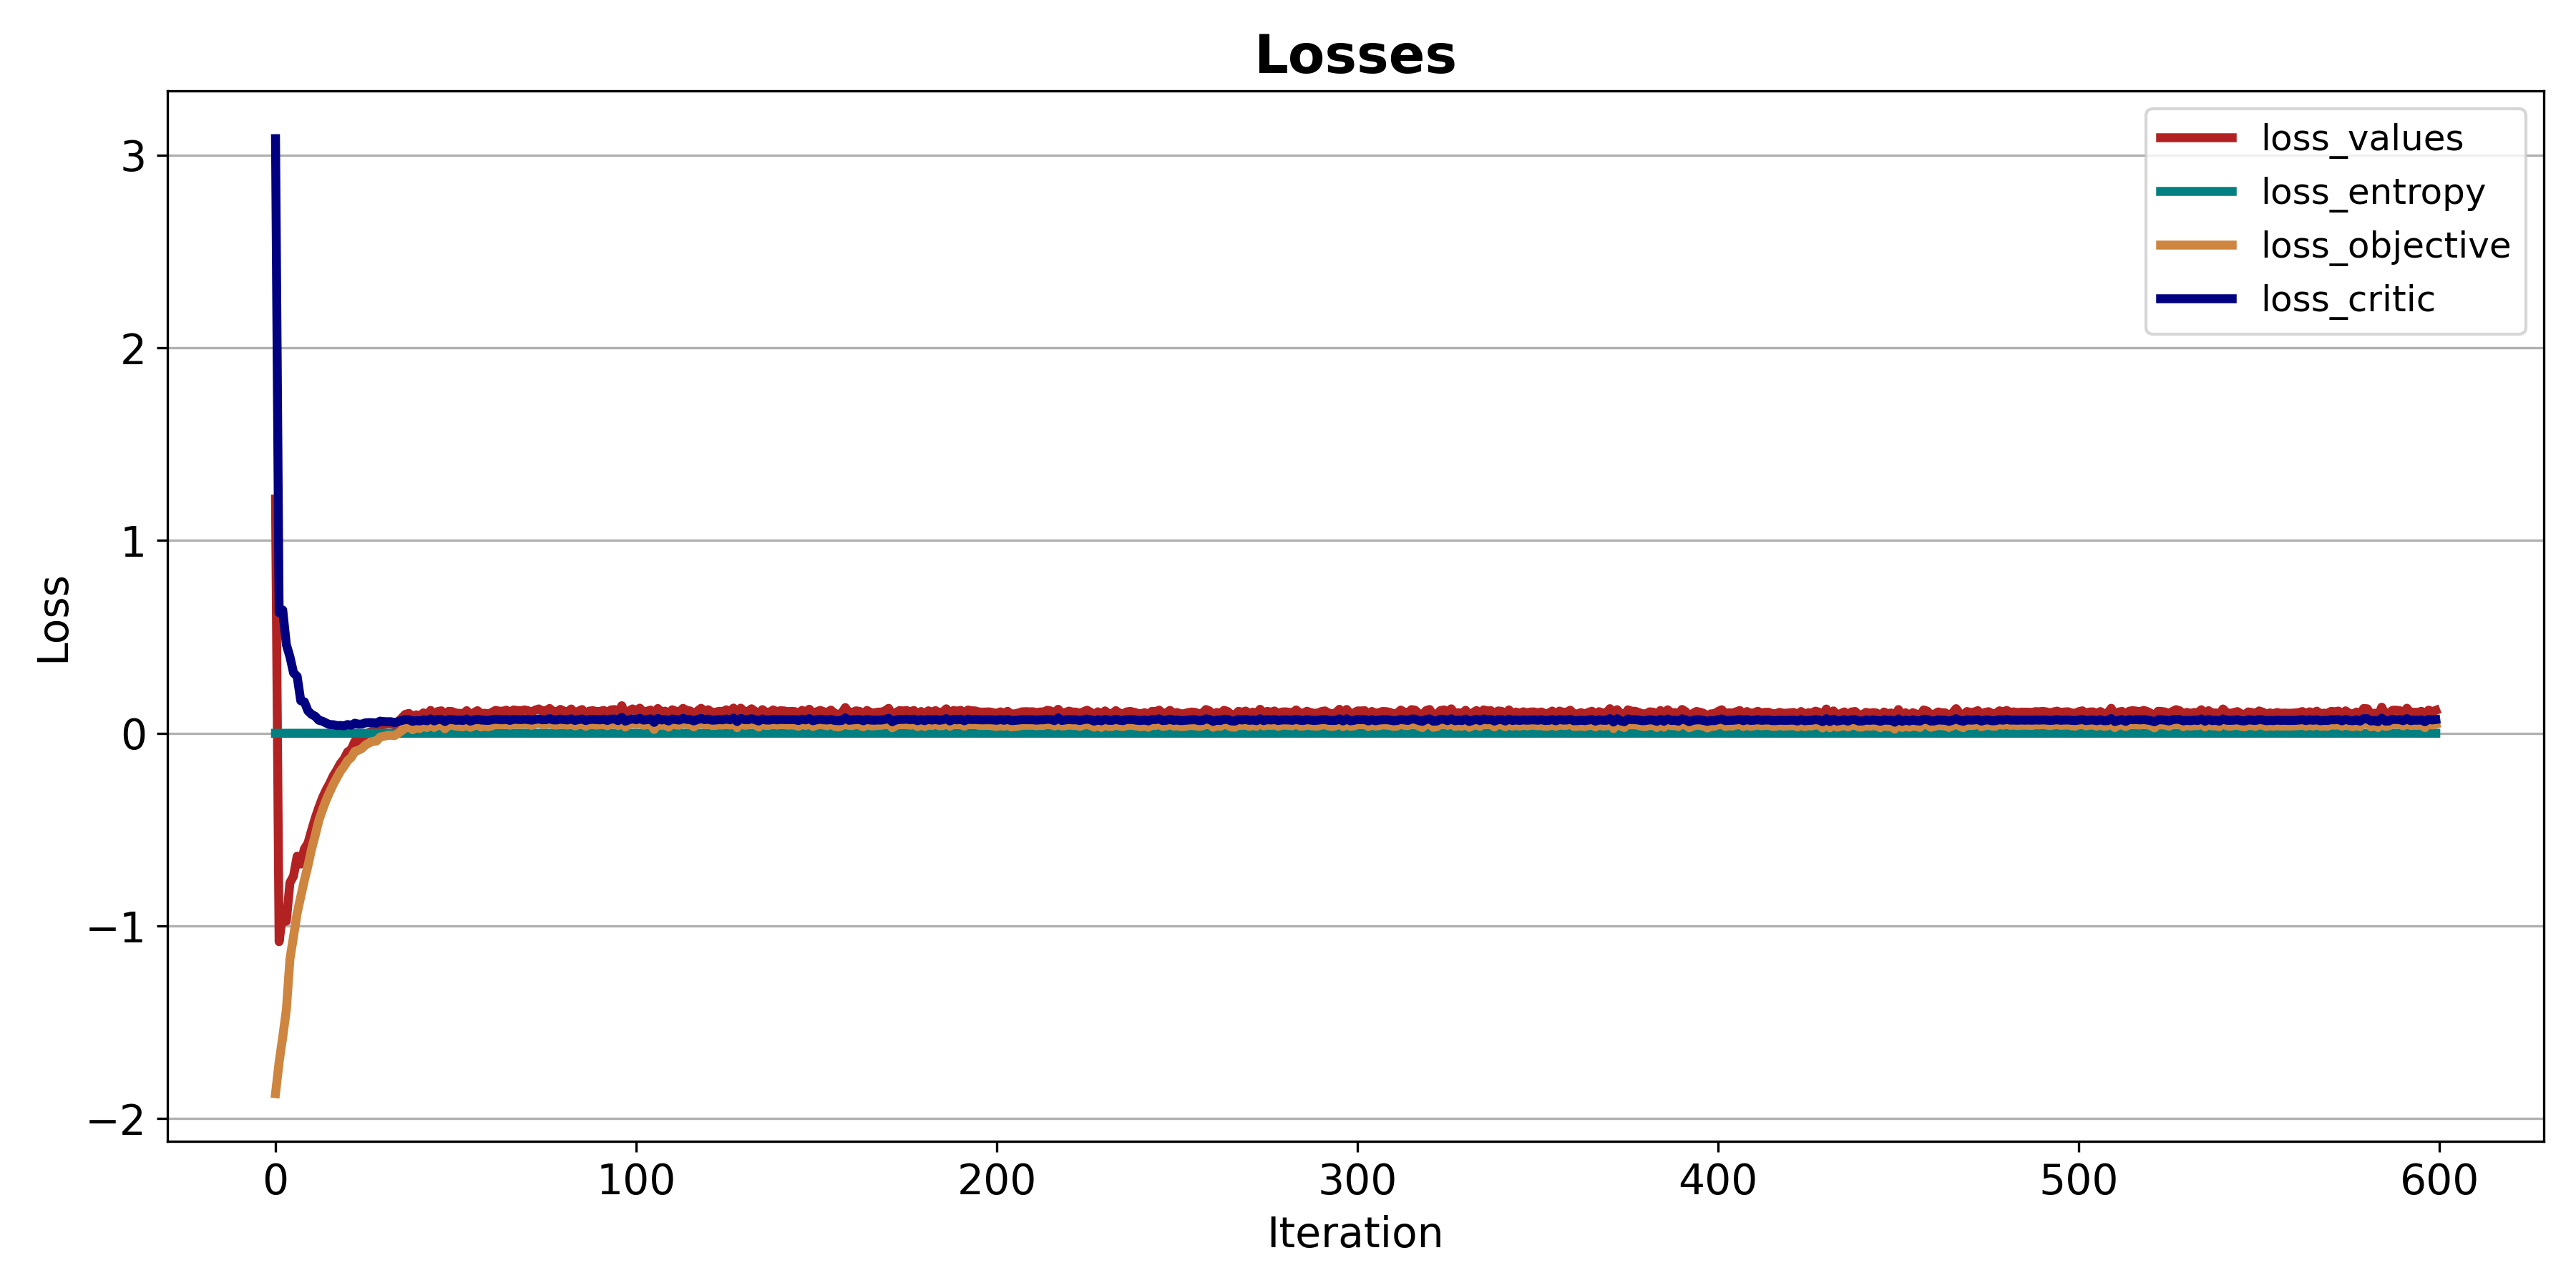 Losses
3
2
1
0
−1
−2
Loss
loss_values
loss_entropy
loss_objective
loss_critic
0 100 200 300 400 500 600
Iteration